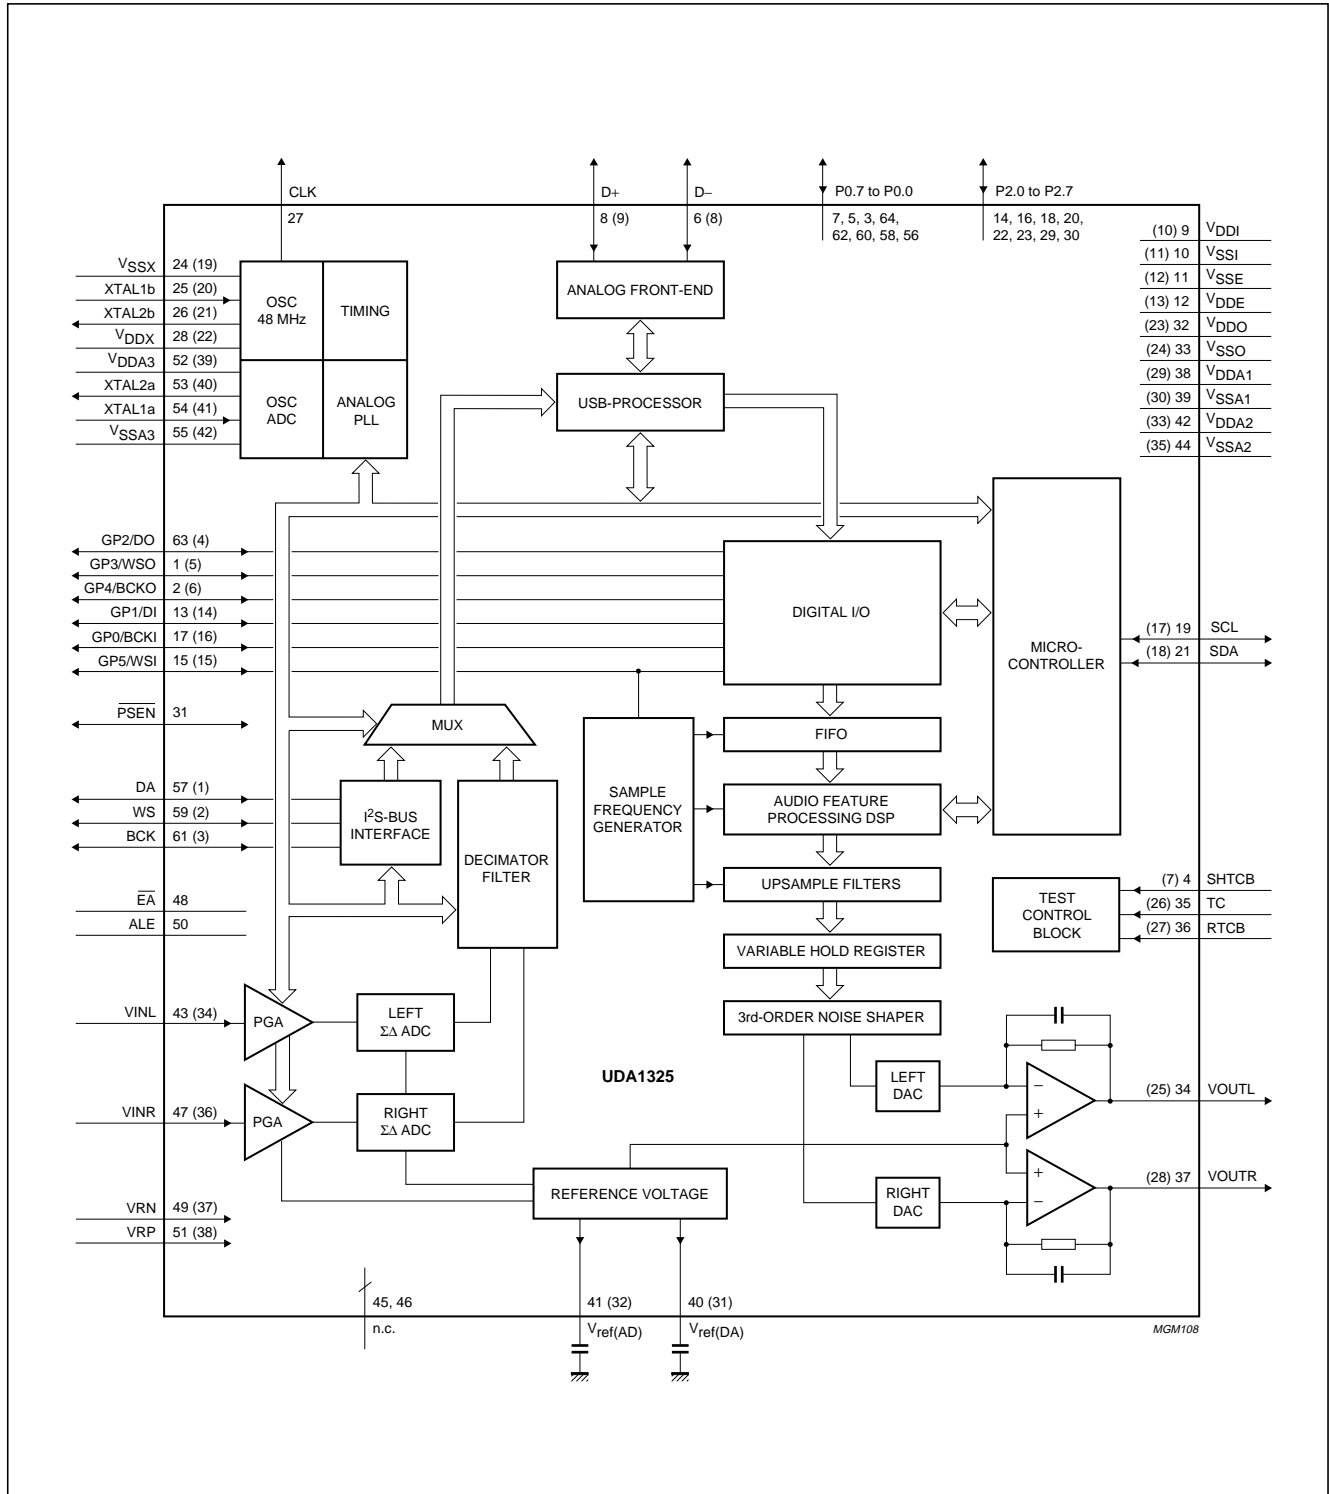 CLK
D+
D−
P0.7 to P0.0
P2.0 to P2.7
27
8 (9)
6 (8)
7, 5, 3, 64,
62, 60, 58, 56
14, 16, 18, 20,
22, 23, 29, 30
VSSX 24 (19)
XTAL1b 25 (20)
XTAL2b 26 (21)
VDDX 28 (22)
VDDA3 52 (39)
XTAL2a 53 (40)
XTAL1a 54 (41)
VSSA3 55 (42)
OSC
48 MHz
TIMING
OSC
ADC
ANALOG
PLL
ANALOG FRONT-END
USB-PROCESSOR
(10) 9 VDDI
(11) 10 VSSI
(12) 11 VSSE
(13) 12 VDDE
(23) 32 VDDO
(24) 33 VSSO
(29) 38 VDDA1
(30) 39 VSSA1
(33) 42 VDDA2
(35) 44 VSSA2
GP2/DO 63 (4)
GP3/WSO 1 (5)
GP4/BCKO 2 (6)
GP1/DI 13 (14)
GP0/BCKI 17 (16)
GP5/WSI 15 (15)
DIGITAL I/O
MICRO-
CONTROLLER
(17) 19 SCL
(18) 21 SDA
PSEN 31
MUX
FIFO
DA 57 (1)
WS 59 (2)
BCK 61 (3)
I2S-BUS
INTERFACE
DECIMATOR
FILTER
SAMPLE
FREQUENCY
GENERATOR
AUDIO FEATURE
PROCESSING DSP
UPSAMPLE FILTERS
EA 48
ALE 50
TEST
CONTROL
BLOCK
(7) 4 SHTCB
(26) 35 TC
(27) 36 RTCB
VARIABLE HOLD REGISTER
3rd-ORDER NOISE SHAPER
VINL 43 (34)
PGA
LEFT
ΣΔ ADC
UDA1325
LEFT
DAC
−
+
(25) 34 VOUTL
VINR 47 (36)
PGA
RIGHT
ΣΔ ADC
REFERENCE VOLTAGE
RIGHT
DAC
+
−
(28) 37 VOUTR
VRN 49 (37)
VRP 51 (38)
45, 46
n.c.
41 (32)
Vref(AD)
40 (31)
Vref(DA)
MGM108